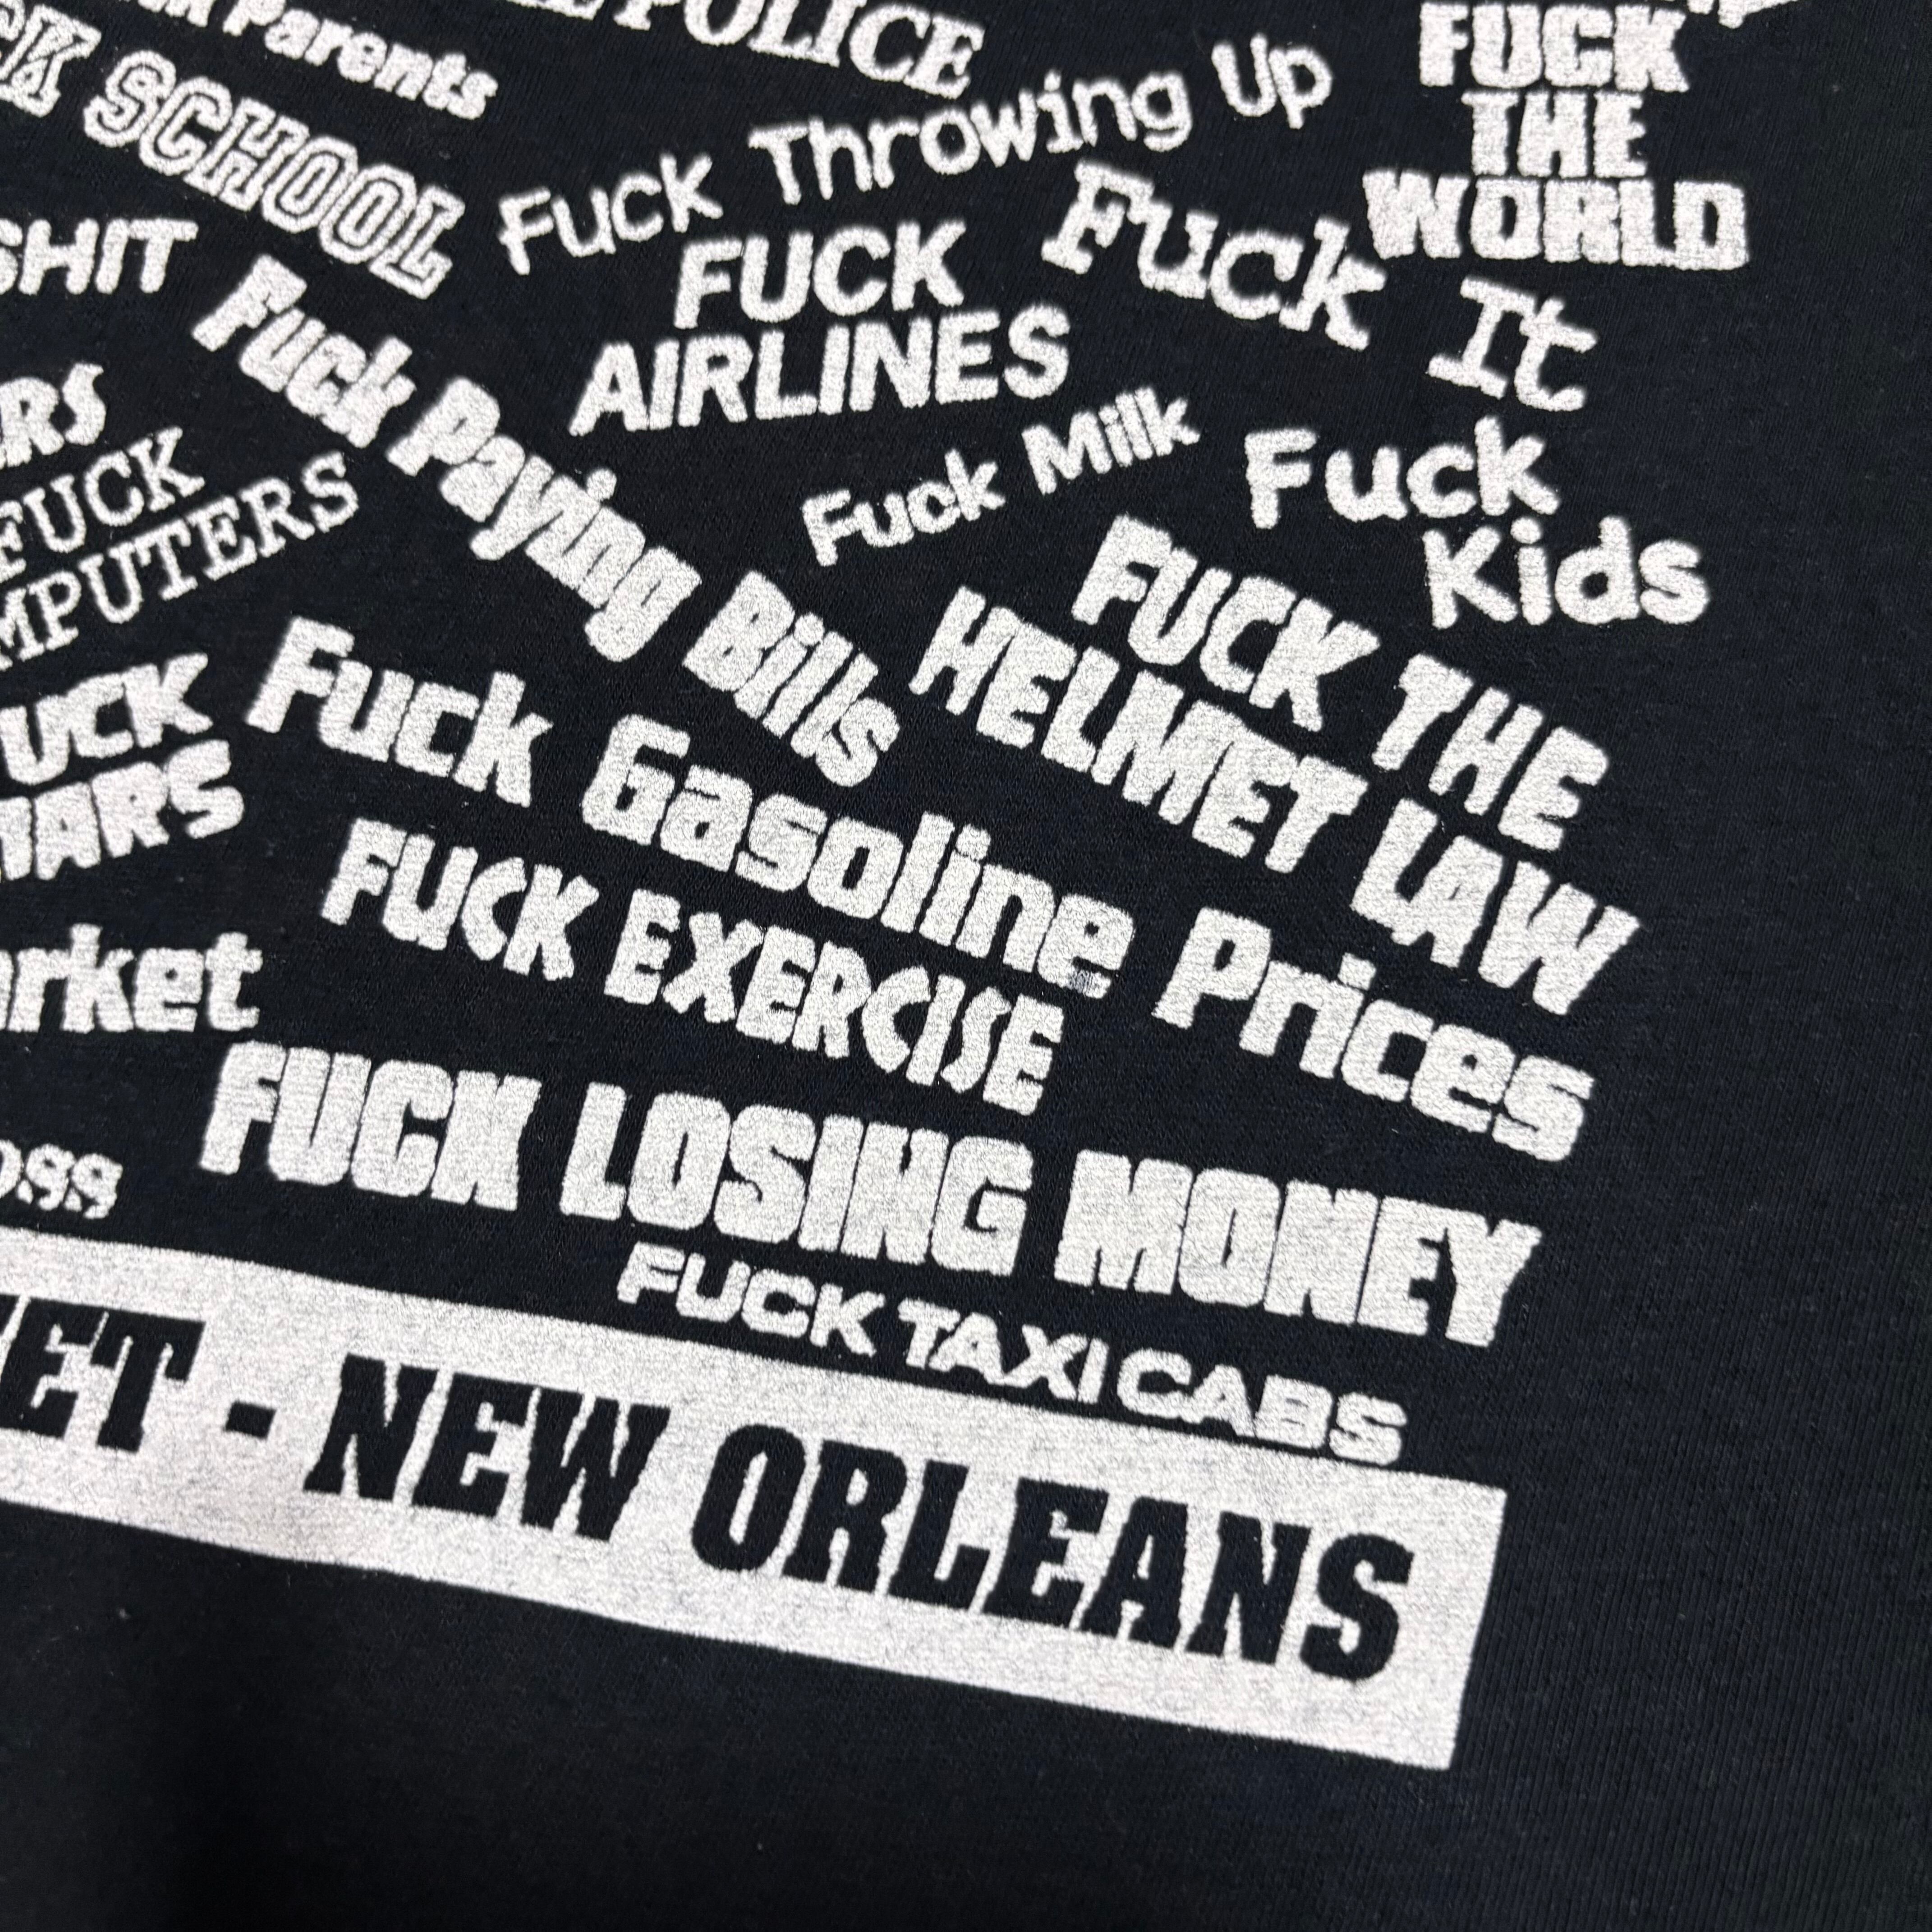 Parents
POLICE
SCHOOL
Fuck Throwing Up
FUCK
THE
WORLD
SHIT
FUCK
AIRLINES
Fuck It
Fuck Paying Bills
Fuck Milk
Fuck
Kids
FUCK
FUCK THE
HELMET LAW
Fuck Gasoline Prices
FUCK EXERCISE
FUCK LOSING MONEY
FUCK TAXI CABS
- NEW ORLEANS